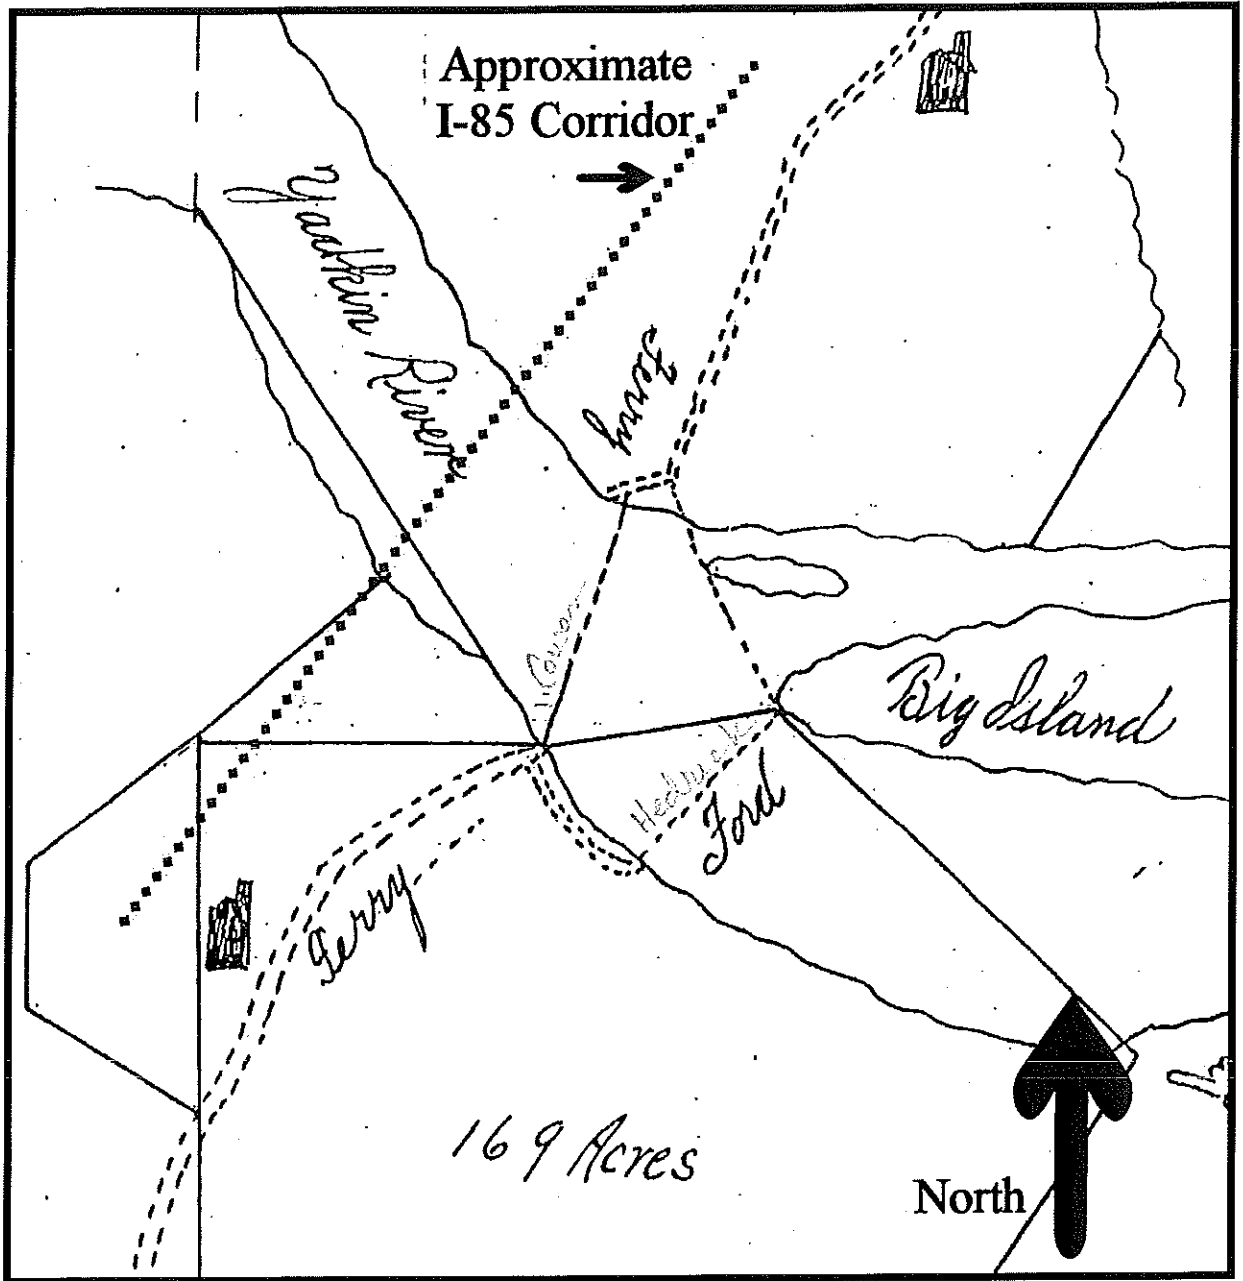 Approximate
I-85 Corridor
Yadkin River
Ferry
Big Island
Ford
Ferry
169 Acres
North